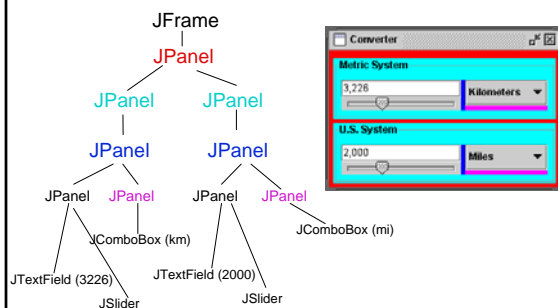 JFrame
JPanel
JPanel JPanel
JPanel JPanel
JPanel JPanel JPanel JPanel
JComboBox (km)
JComboBox (mi)
JTextField (3226)
JTextField (2000)
JSlider
JSlider
Converter
Metric System
3,226
Kilometers
U.S. System
2,000
Miles